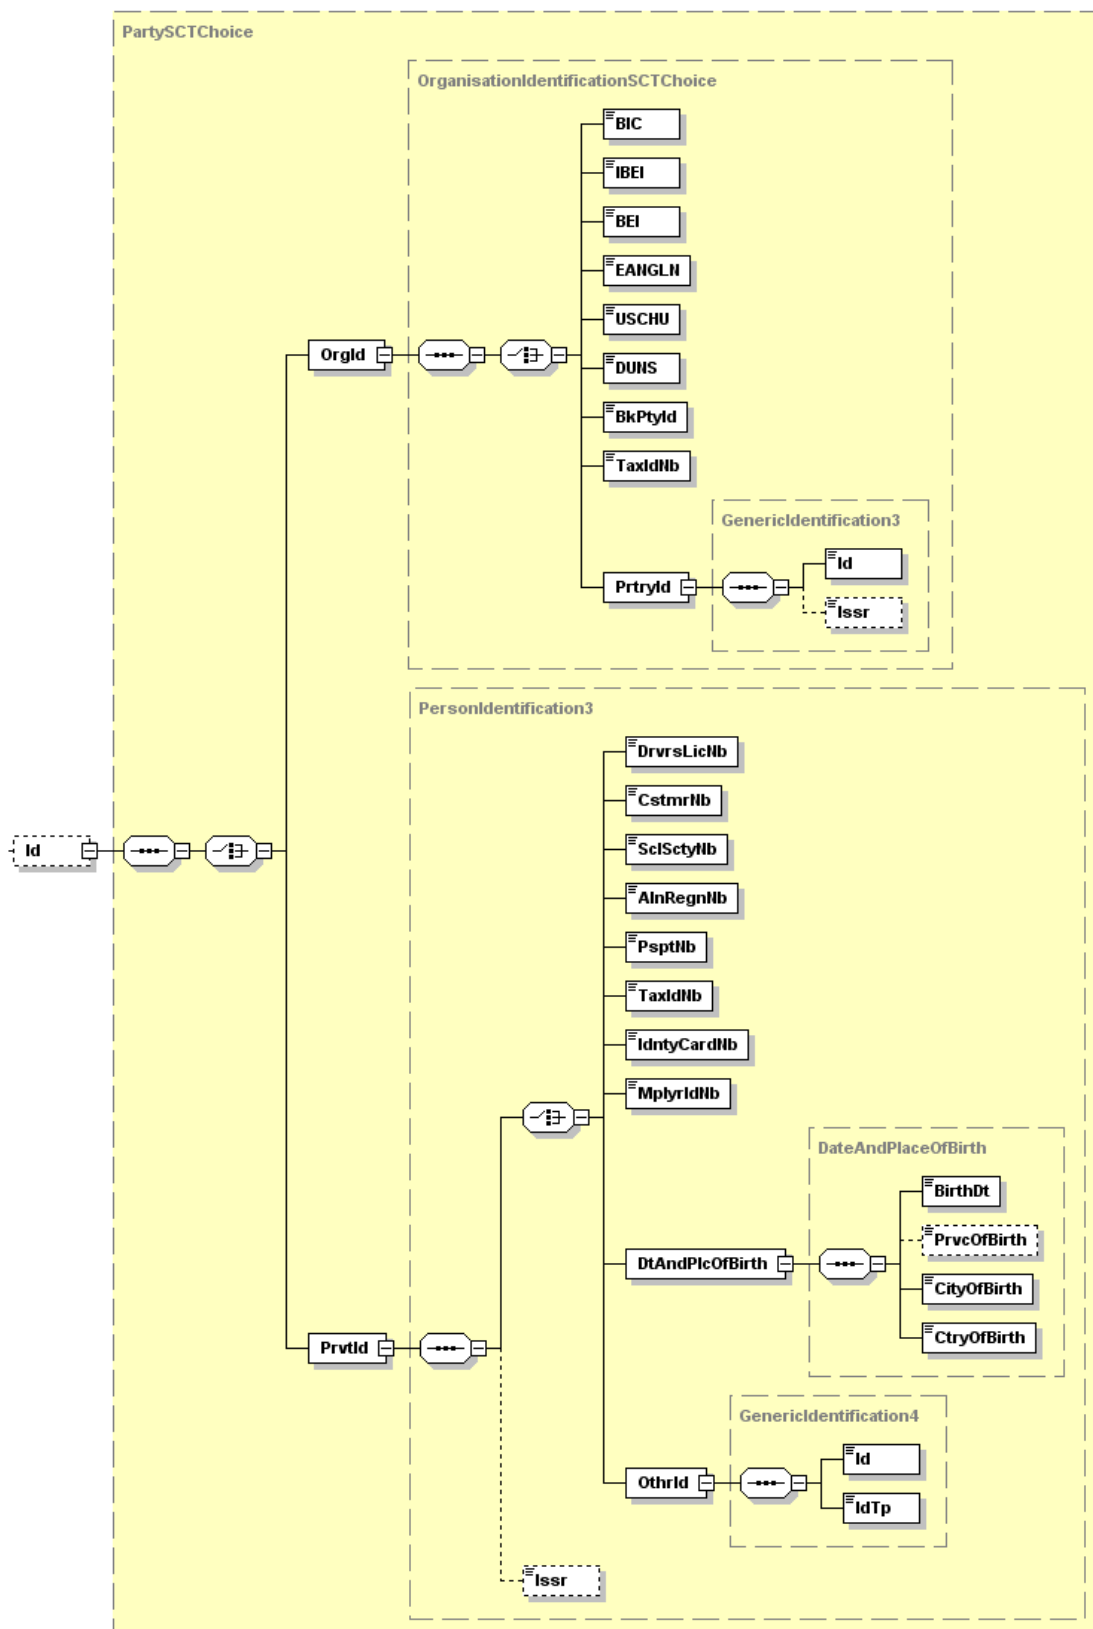 PartySCTChoice
OrganisationIdentificationSCTChoice
BIC
IBEI
BEI
EANGLN
USCHU
OrgId
DUNS
BkPtyId
TaxIdNb
GenericIdentification3
Id
PrtryId
Issr
PersonIdentification3
DrvrsLicNb
CstmrNb
Id
SclSctyNb
AlnRegnNb
PsptNb
TaxIdNb
IdntyCardNb
MplyrIdNb
DateAndPlaceOfBirth
BirthDt
PrvcOfBirth
DtAndPlcOfBirth
CityOfBirth
CtryOfBirth
PrvtId
GenericIdentification4
Id
OthrId
IdTp
Issr